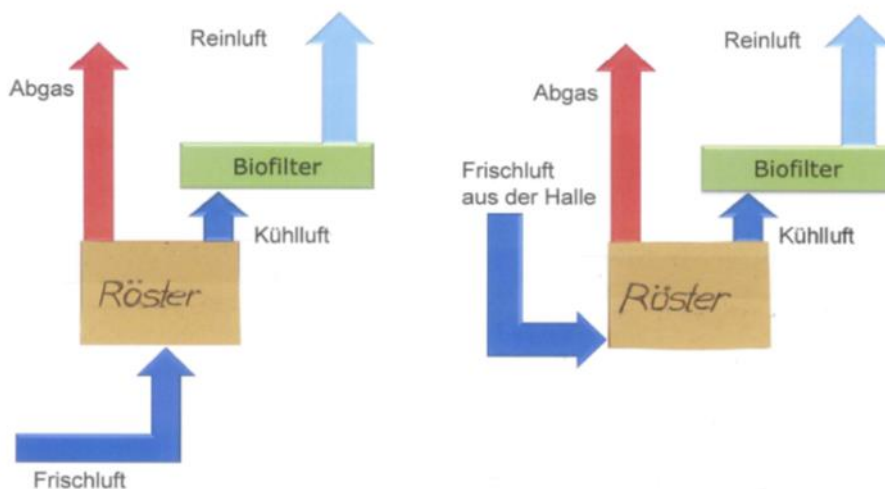 Reinluft
Abgas
Biofilter
Kühlluft
Röster
Frischluft
Reinluft
Abgas
Biofilter
Frischluft
aus der Halle
Kühlluft
Röster